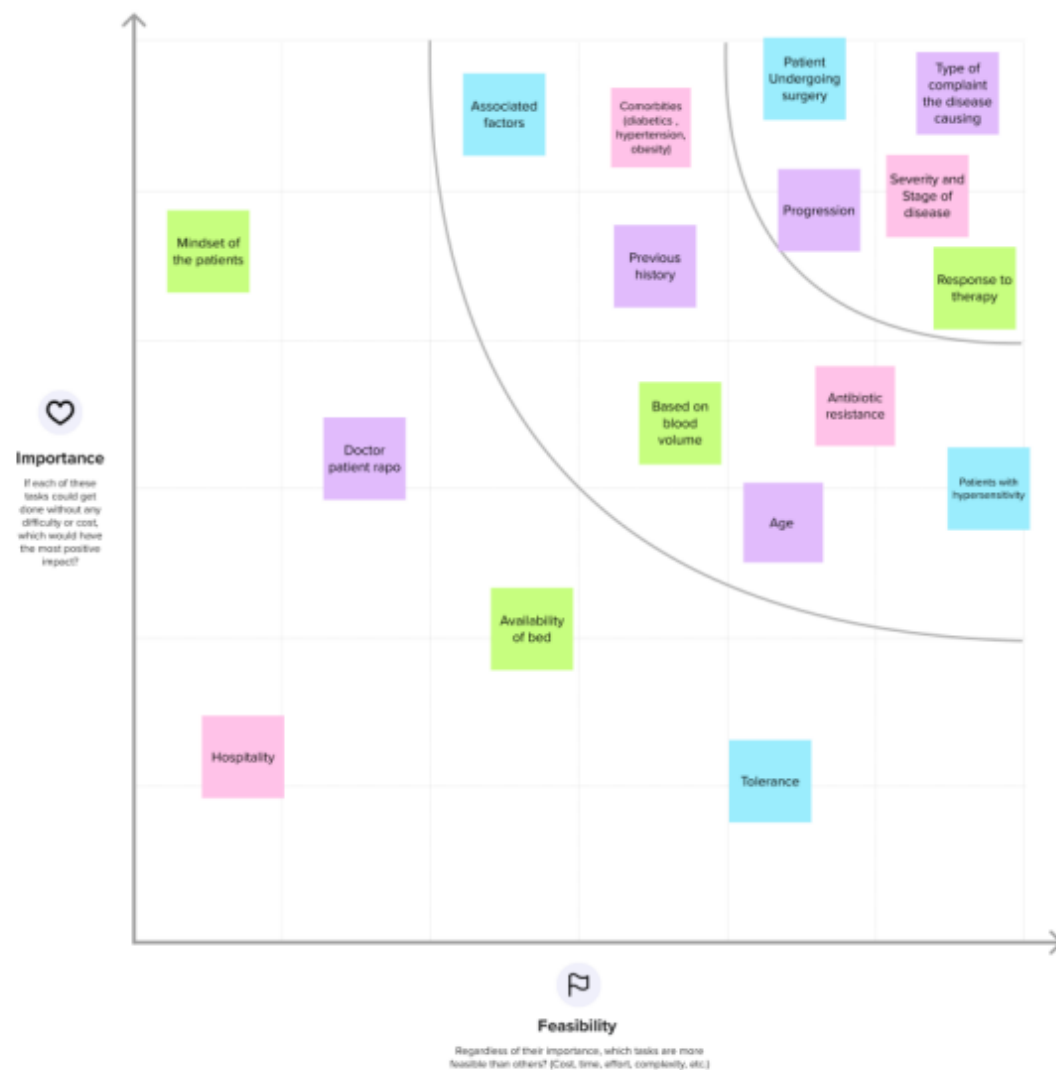 Patient
Undergoing
surgery
Type of
complaint
the disease
causing
Associated
factors
Comorbities
(diabetics ,
hypertension,
obesity)
Progression
Severity and
Stage of
disease
Mindset of
the patients
Previous
history
Response to
therapy
Based on
blood
volume
Antibiotic
resistance
Doctor
patient rapo
Patients with
hypersensitivity
Age
Importance
If each of these
tasks could get
done without any
difficulty or cost,
which would have
the most positive
impact?
Availability
of bed
Hospitality
Tolerance
Feasibility
Regardless of their importance, which tasks are more
feasible than others? (Cost, time, effort, complexity, etc.)